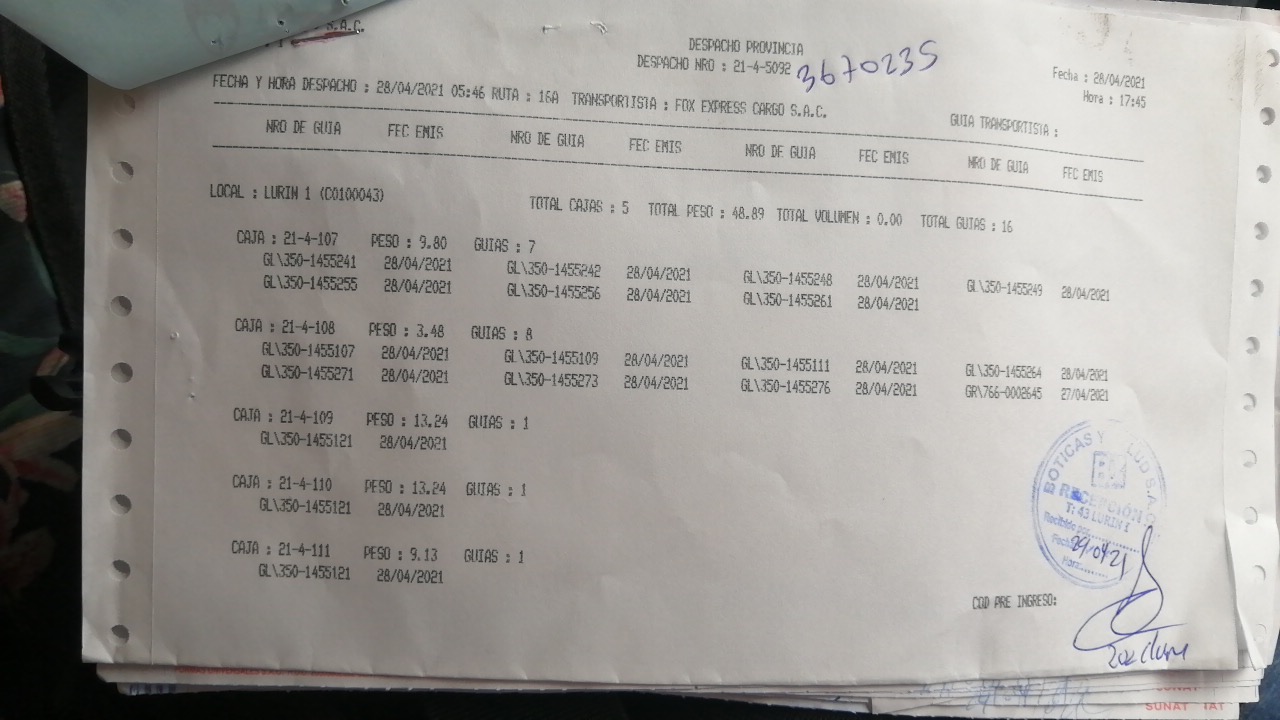 S.A.C.
DESPACHO PROVINCIA
DESPACHO NRO : 21-4-5092 3670235
Fecha : 28/04/2021
Hora : 17:45
FECHA Y HORA DESPACHO : 28/04/2021 05:46 RUTA : 16A TRANSPORTISTA : FOX EXPRESS CARGO S.A.C. GUIA TRANSPORTISTA :
NRO DE GUIA FEC EMIS NRO DE GUIA FEC EMIS NRO DE GUIA FEC EMIS NRO DE GUIA FEC EMIS
LOCAL : LURIN 1 (CO100043) TOTAL CAJAS : 5 TOTAL PESO : 48.89 TOTAL VOLUMEN : 0.00 TOTAL GUIAS : 16
CAJA : 21-4-107 PESO : 9.80 GUIAS : 7
GL\350-1455241 28/04/2021 GL\350-1455242 28/04/2021 GL\350-1455248 28/04/2021 GL\350-1455249 28/04/2021
GL\350-1455255 28/04/2021 GL\350-1455256 28/04/2021 GL\350-1455261 28/04/2021
CAJA : 21-4-108 PESO : 3.48 GUIAS : 8
GL\350-1455107 28/04/2021 GL\350-1455109 28/04/2021 GL\350-1455111 28/04/2021 GL\350-1455264 28/04/2021
GL\350-1455271 28/04/2021 GL\350-1455273 28/04/2021 GL\350-1455276 28/04/2021 GR\766-0002645 27/04/2021
CAJA : 21-4-109 PESO : 13.24 GUIAS : 1
GL\350-1455121 28/04/2021
CAJA : 21-4-110 PESO : 13.24 GUIAS : 1
GL\350-1455121 28/04/2021
CAJA : 21-4-111 PESO : 9.13 GUIAS : 1
GL\350-1455121 28/04/2021
BOTICAS Y S.A.C
RECEPCIÓN
T: 43 LURIN I
Recibido por
Fecha 29/04/21
Hora
COD PRE INGRESO:
SUNAT
SUNAT